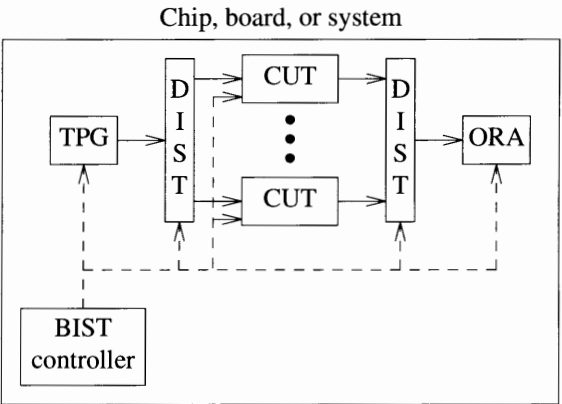 Chip, board, or system
CUT
D
I
S
T
D
I
S
T
TPG
ORA
CUT
BIST
controller